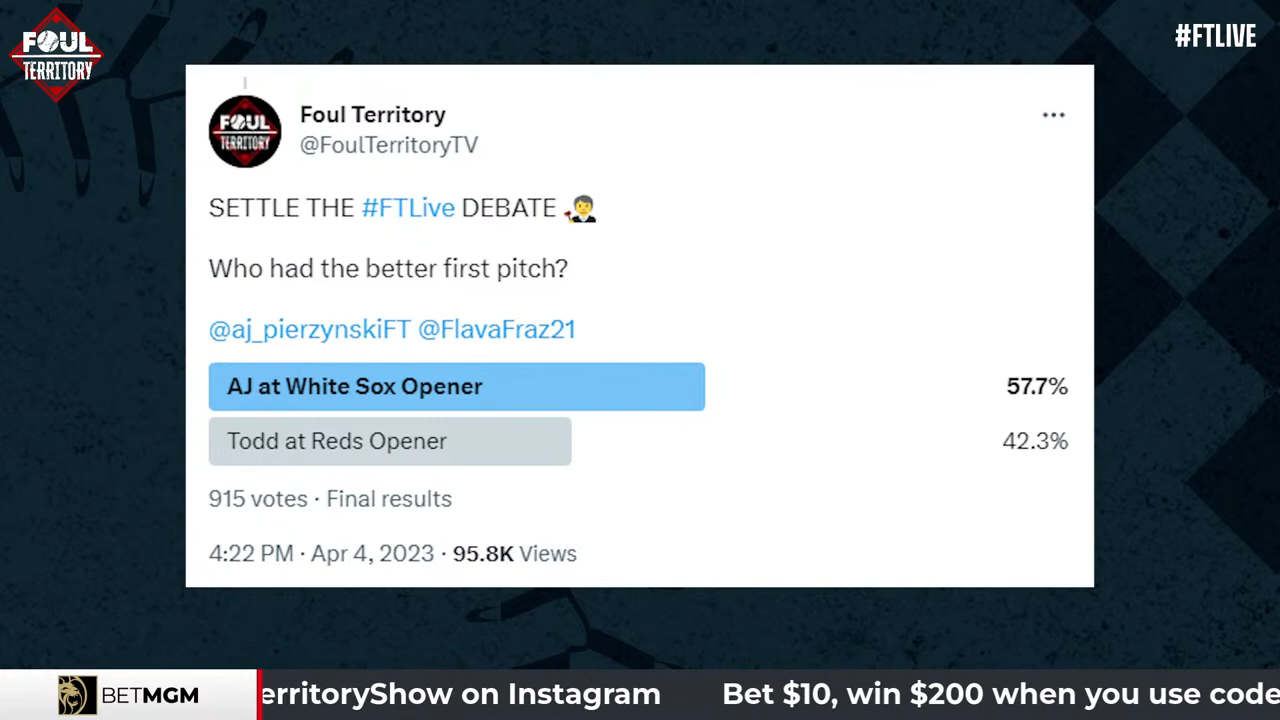 FOUL
TERRITORY
#FTLIVE
FOUL
TERRITORY
Foul Territory
@FoulTerritoryTV
SETTLE THE #FTLive DEBATE
Who had the better first pitch?
@aj_pierzynskiFT @FlavaFraz21
AJ at White Sox Opener 57.7%
Todd at Reds Opener 42.3%
915 votes · Final results
4:22 PM · Apr 4, 2023 · 95.8K Views
BETMGM
erritoryShow on Instagram Bet $10, win $200 when you use code